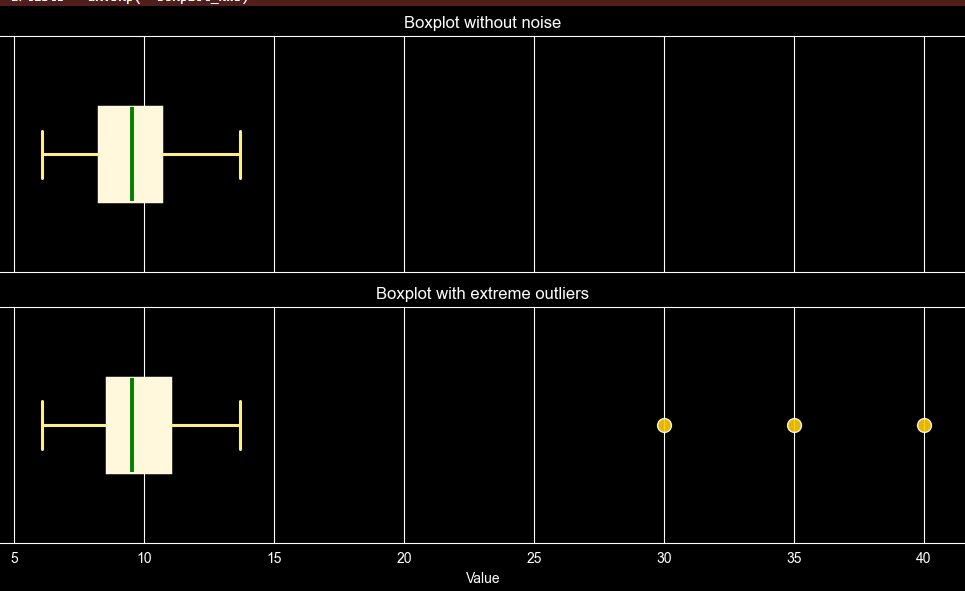 Boxplot without noise
Boxplot with extreme outliers
5 10 15 20 25 30 35 40
Value